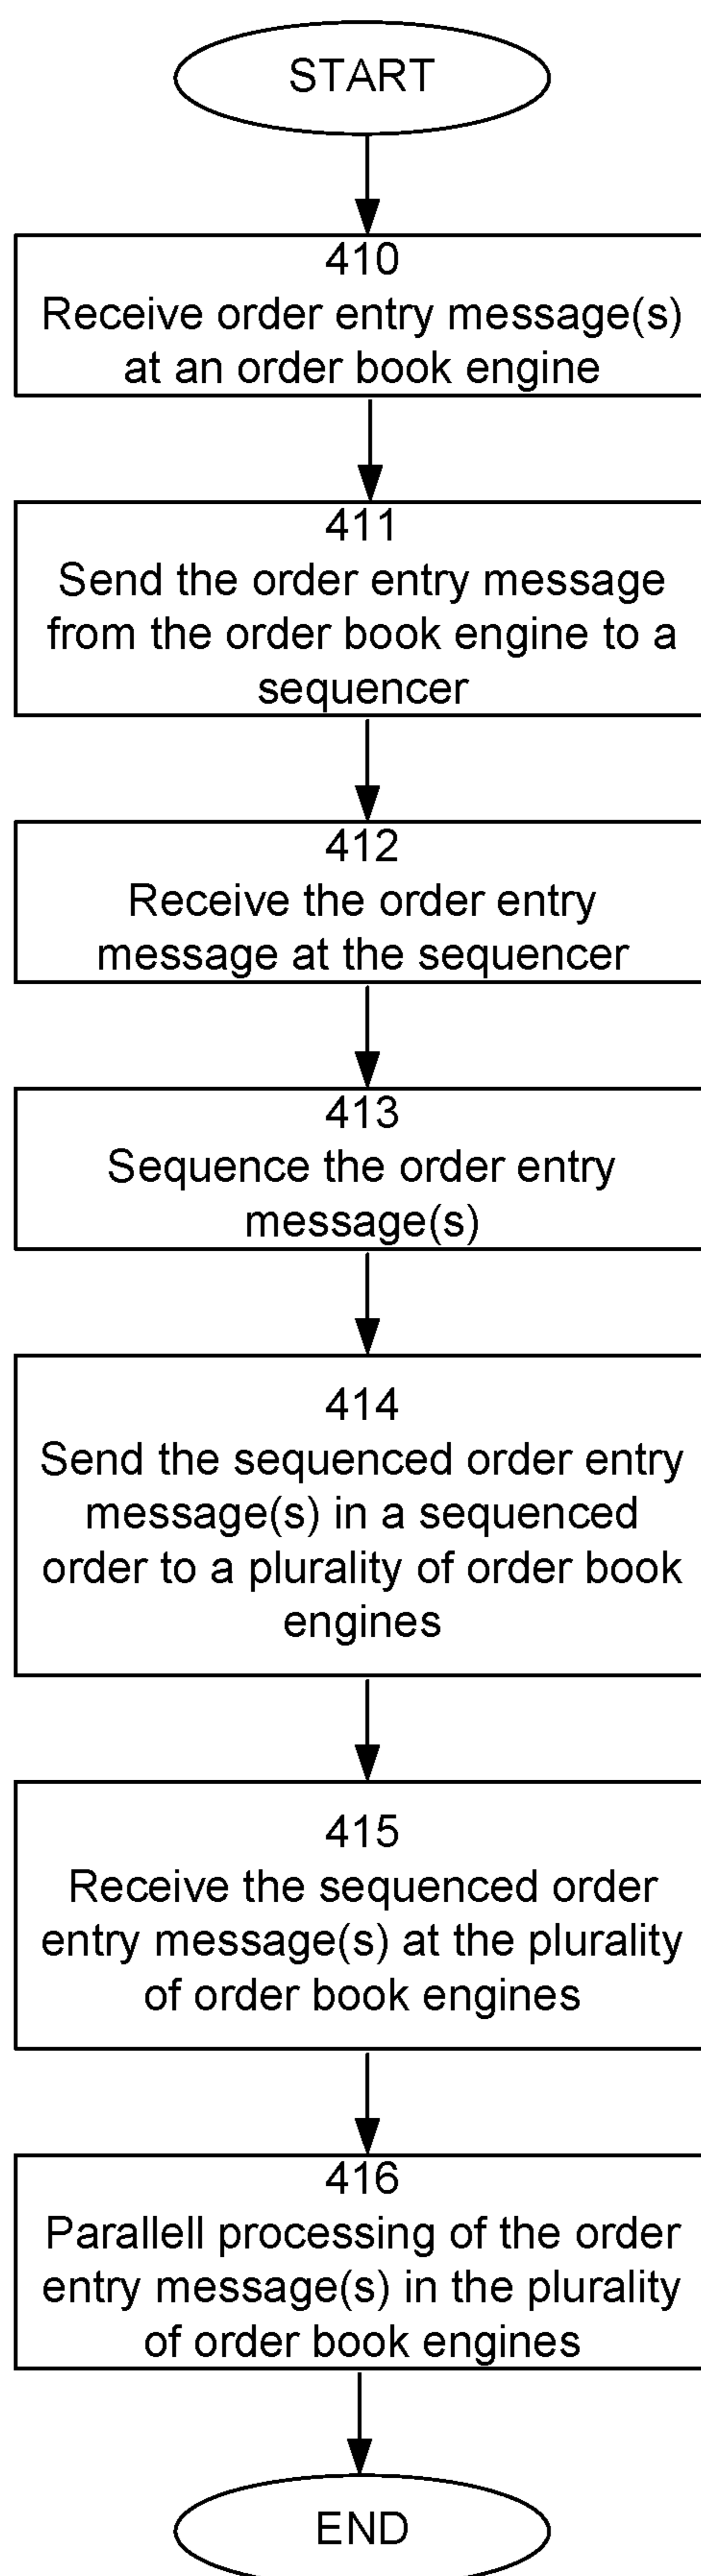 START
410
Receive order entry message(s)
at an order book engine
411
Send the order entry message
from the order book engine to a
sequencer
412
Receive the order entry
message at the sequencer
413
Sequence the order entry
message(s)
414
Send the sequenced order entry
message(s) in a sequenced
order to a plurality of order book
engines
415
Receive the sequenced order
entry message(s) at the plurality
of order book engines
416
Parallell processing of the order
entry message(s) in the plurality
of order book engines
END